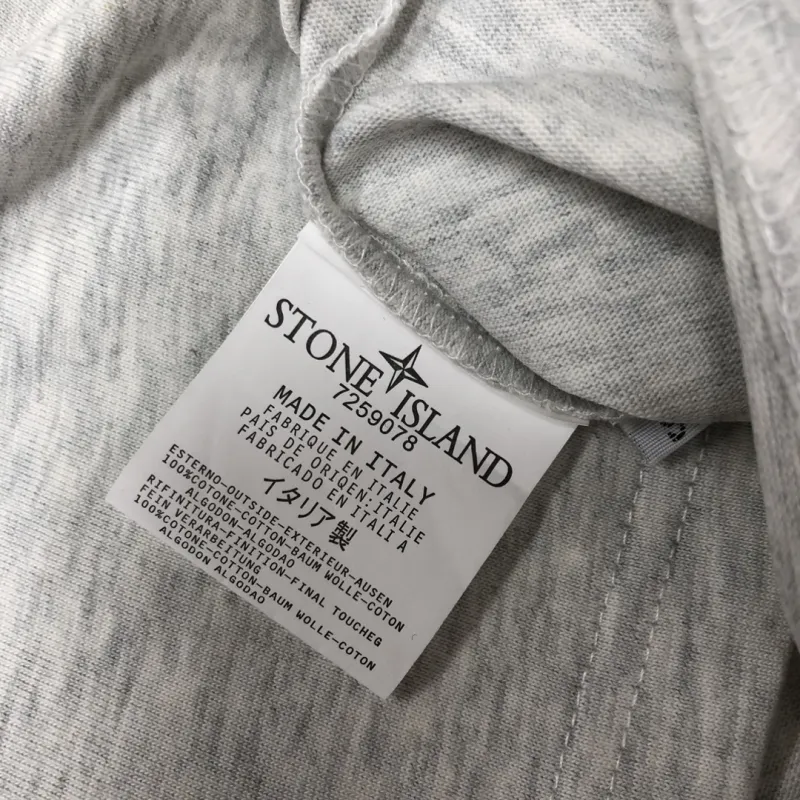 STONE ISLAND
7259078
MADE IN ITALY
FABRIQUE EN ITALIE
PAIS DE ORIQEN:ITALIE
FABRICADO EN ITALI A
イタリア製
ESTERNO-OUTSIDE-EXTERIEUR-AUSEN
100%COTONE-COTTON-BAUM WOLLE-COTON
ALGODON-ALGODAO
RIFINITURA-FINITION-FINAL TOUCHEG
FEIN VERARBEITUNG
100%COTONE-COTTON-BAUM WOLLE-COTON
ALGODON ALGODAO
S